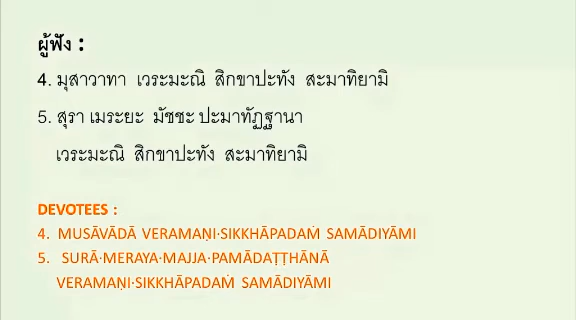 ผู้ฟัง :
4. มุสาวาทา เวระมะณิ สิกขาปะทัง สะมาทิยามิ
5. สุรา เมระยะ มัชชะ ปะมาทัฏฐานา
เวระมะณิ สิกขาปะทัง สะมาทิยามิ
DEVOTEES :
4. MUSĀVĀDĀ VERAMAṆI·SIKKHĀPADAṀ SAMĀDIYĀMI
5. SURĀ·MERAYA·MAJJA·PAMĀDAṬṬHĀNĀ
VERAMAṆI·SIKKHĀPADAṀ SAMĀDIYĀMI